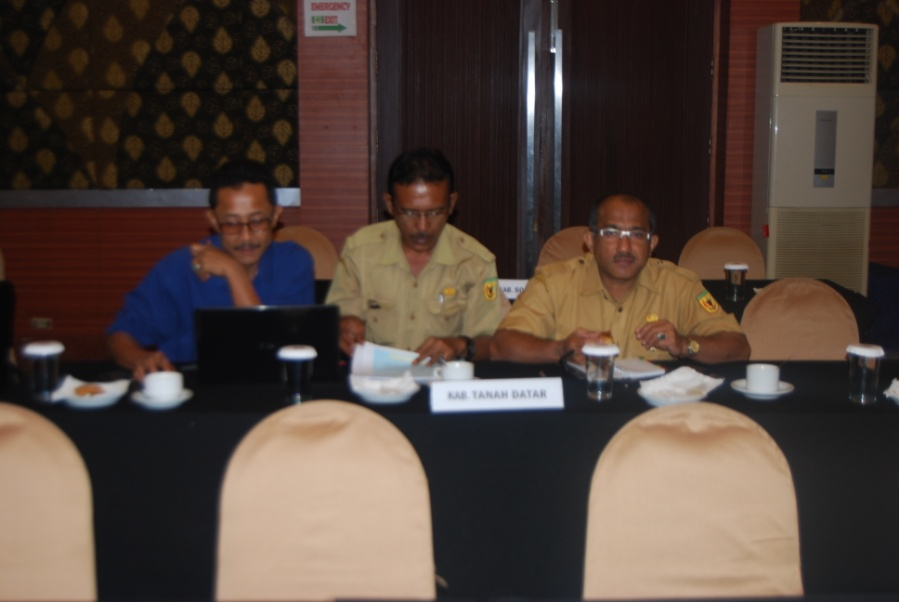 EMERGENCY
EXIT
KAB. TANAH DATAR